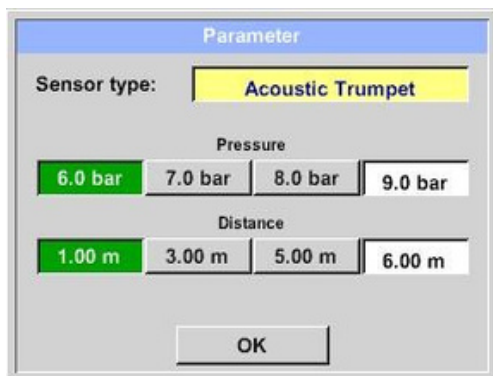 Parameter
Sensor type: Acoustic Trumpet
Pressure
6.0 bar 7.0 bar 8.0 bar 9.0 bar
Distance
1.00 m 3.00 m 5.00 m 6.00 m
OK